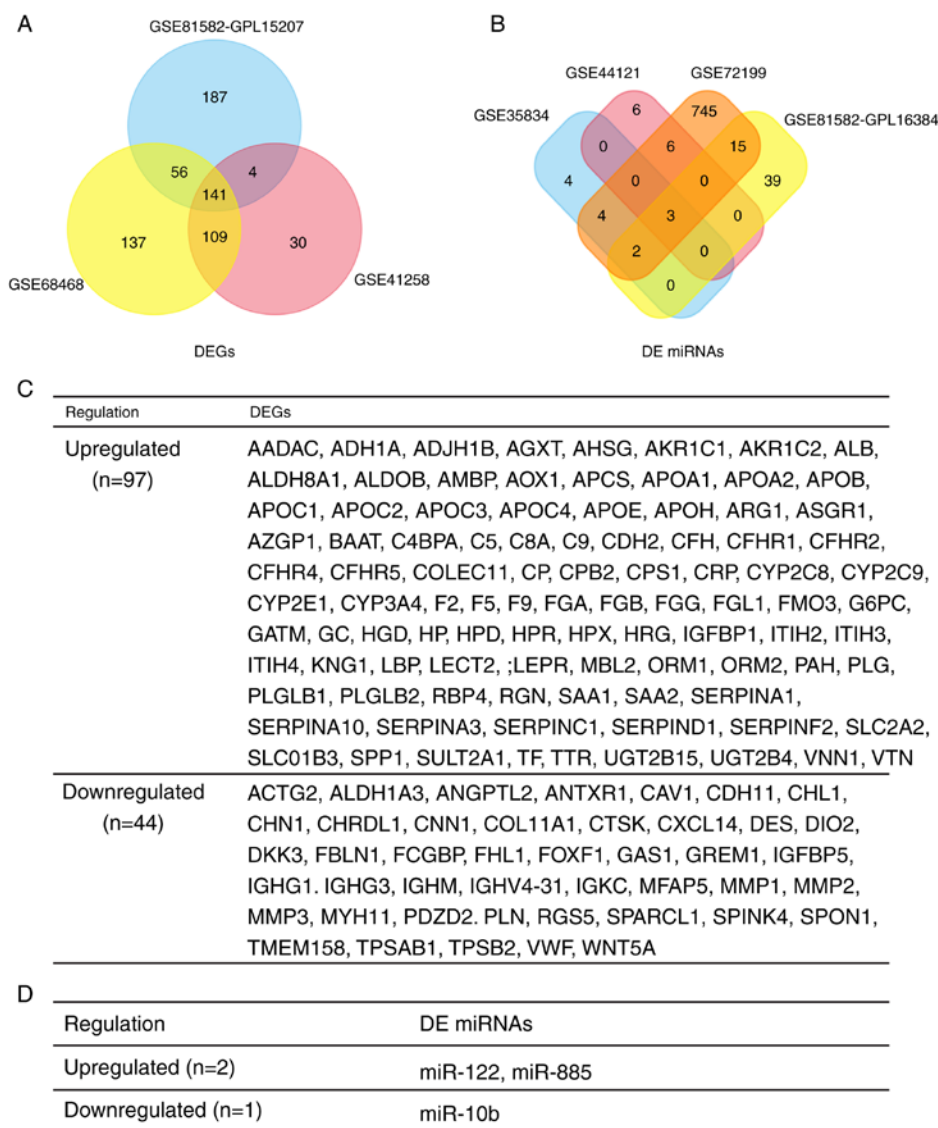 A
GSE81582-GPL15207
187
56
4
141
137
109
30
GSE68468
GSE41258
DEGs
B
GSE44121
GSE72199
GSE35834
GSE81582-GPL16384
6
745
0
6
15
4
0
0
39
4
3
0
2
0
0
DE miRNAs
C
Regulation DEGs
Upregulated
(n=97)
AADAC, ADH1A, ADJH1B, AGXT, AHSG, AKR1C1, AKR1C2, ALB,
ALDH8A1, ALDOB, AMBP, AOX1, APCS, APOA1, APOA2, APOB,
APOC1, APOC2, APOC3, APOC4, APOE, APOH, ARG1, ASGR1,
AZGP1, BAAT, C4BPA, C5, C8A, C9, CDH2, CFH, CFHR1, CFHR2,
CFHR4, CFHR5, COLEC11, CP, CPB2, CPS1, CRP, CYP2C8, CYP2C9,
CYP2E1, CYP3A4, F2, F5, F9, FGA, FGB, FGG, FGL1, FMO3, G6PC,
GATM, GC, HGD, HP, HPD, HPR, HPX, HRG, IGFBP1, ITIH2, ITIH3,
ITIH4, KNG1, LBP, LECT2, ;LEPR, MBL2, ORM1, ORM2, PAH, PLG,
PLGLB1, PLGLB2, RBP4, RGN, SAA1, SAA2, SERPINA1,
SERPINA10, SERPINA3, SERPINC1, SERPIND1, SERPINF2, SLC2A2,
SLC01B3, SPP1, SULT2A1, TF, TTR, UGT2B15, UGT2B4, VNN1, VTN
Downregulated
(n=44)
ACTG2, ALDH1A3, ANGPTL2, ANTXR1, CAV1, CDH11, CHL1,
CHN1, CHRDL1, CNN1, COL11A1, CTSK, CXCL14, DES, DIO2,
DKK3, FBLN1, FCGBP, FHL1, FOXF1, GAS1, GREM1, IGFBP5,
IGHG1. IGHG3, IGHM, IGHV4-31, IGKC, MFAP5, MMP1, MMP2,
MMP3, MYH11, PDZD2. PLN, RGS5, SPARCL1, SPINK4, SPON1,
TMEM158, TPSAB1, TPSB2, VWF, WNT5A
D
Regulation DE miRNAs
Upregulated (n=2) miR-122, miR-885
Downregulated (n=1) miR-10b